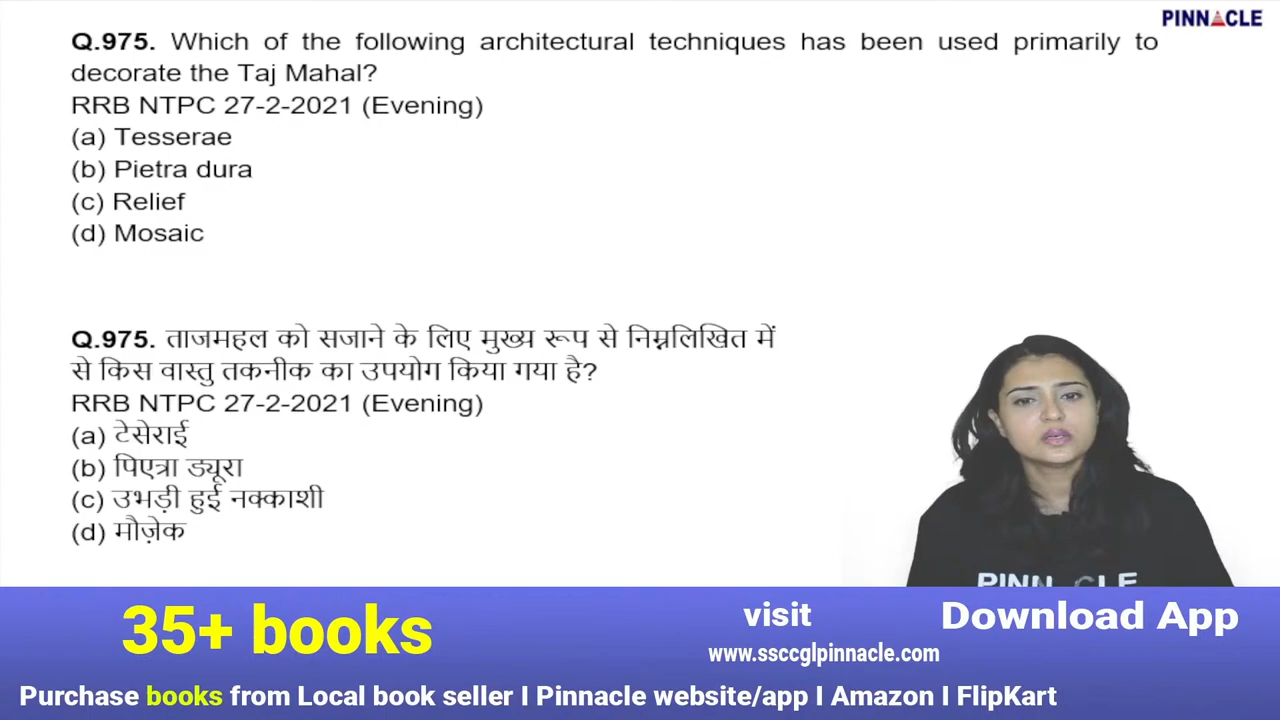 PINNACLE
Q.975. Which of the following architectural techniques has been used primarily to
decorate the Taj Mahal?
RRB NTPC 27-2-2021 (Evening)
(a) Tesserae
(b) Pietra dura
(c) Relief
(d) Mosaic
Q.975. ताजमहल को सजाने के लिए मुख्य रूप से निम्नलिखित में
से किस वास्तु तकनीक का उपयोग किया गया है?
RRB NTPC 27-2-2021 (Evening)
(a) टेसेराई
(b) पिएत्रा ड्यूरा
(c) उभड़ी हुई नक्काशी
(d) मौज़ेक
PINNACLE
35+ books
visit
www.ssccglpinnacle.com
Download App
Purchase books from Local book seller I Pinnacle website/app I Amazon I FlipKart